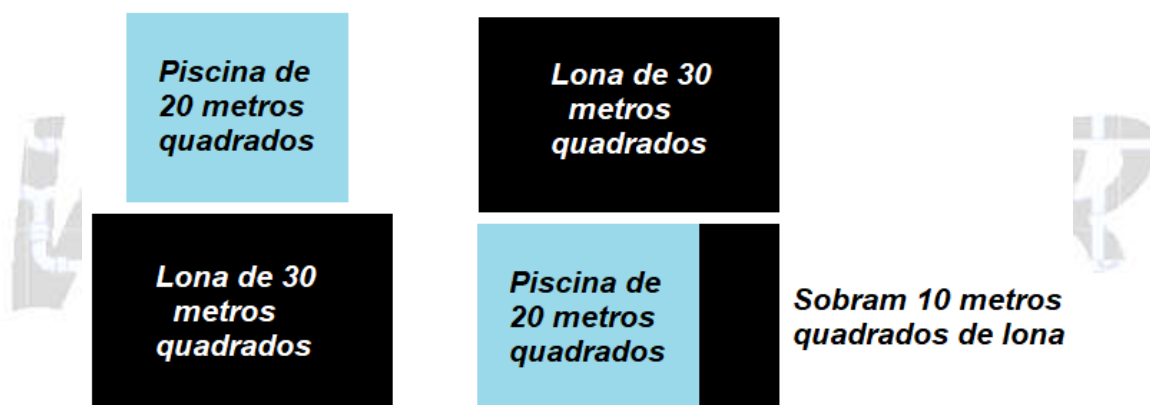 Piscina de
20 metros
quadrados
Lona de 30
metros
quadrados
Lona de 30
metros
quadrados
Piscina de
20 metros
quadrados
Sobram 10 metros
quadrados de lona